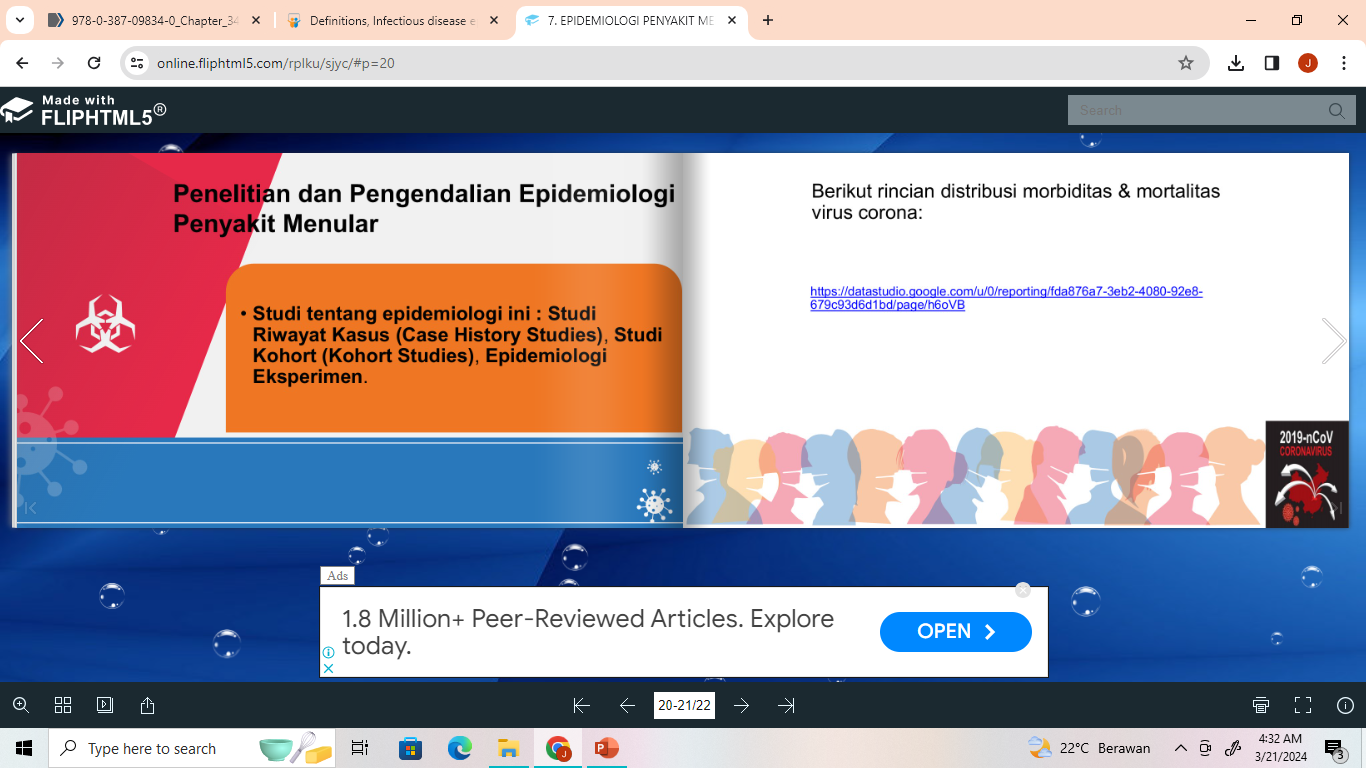 978-0-387-09834-0_Chapter_34
Definitions, Infectious disease e
7. EPIDEMIOLOGI PENYAKIT ME
online.fliphtml5.com/rplku/sjyc/#p=20
J
Made with
FLIPHTML5®
Search
Penelitian dan Pengendalian Epidemiologi
Penyakit Menular
• Studi tentang epidemiologi ini : Studi
Riwayat Kasus (Case History Studies), Studi
Kohort (Kohort Studies), Epidemiologi
Eksperimen.
Berikut rincian distribusi morbiditas & mortalitas
virus corona:
https://datastudio.google.com/u/0/reporting/fda876a7-3eb2-4080-92e8-
679c93d6d1bd/page/h6oVB
2019-nCoV
CORONAVIRUS
Ads
1.8 Million+ Peer-Reviewed Articles. Explore
today.
OPEN
20-21/22
Type here to search
22°C Berawan
4:32 AM
3/21/2024
3